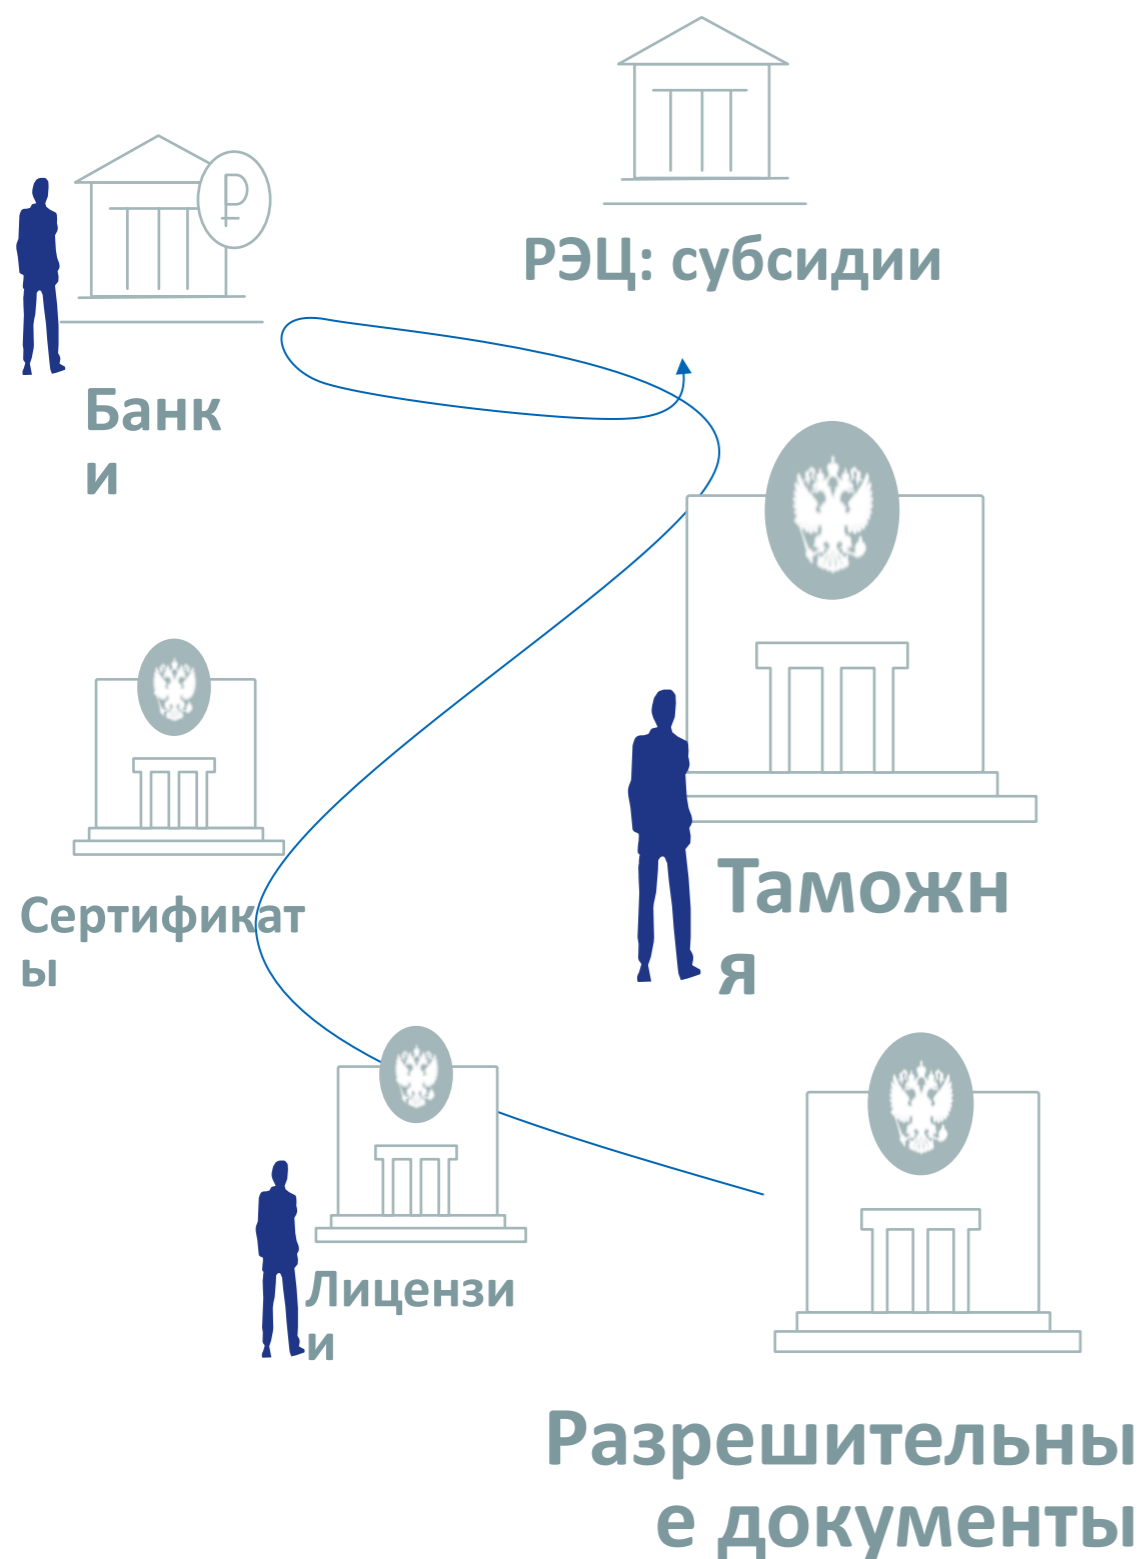 РЭЦ: субсидии
Банк
и
Таможн
я
Сертификат
ы
Лицензи
и
Разрешительны
е документы